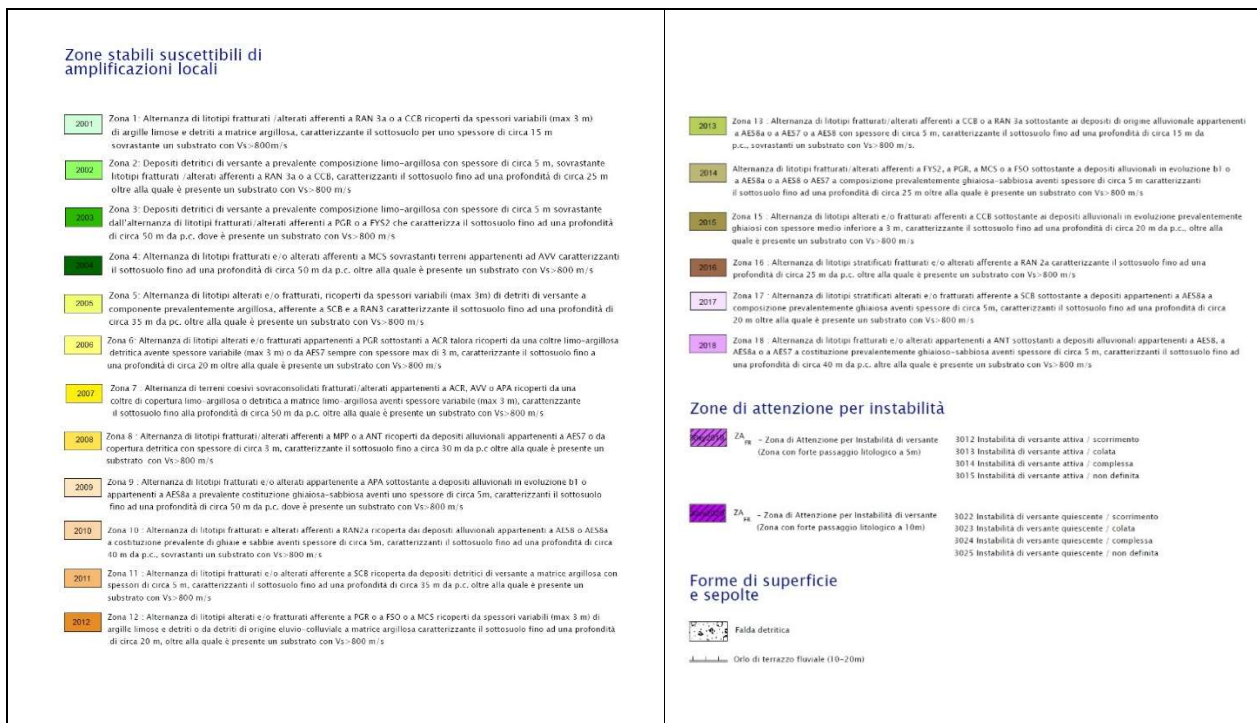 Zone stabili suscettibili di
amplificazioni locali
2001
Zona 1: Alternanza di litotipi fratturati /alterati afferenti a RAN 3a o a CCB ricoperti da spessori variabili (max 3 m)
di argille limose e detriti a matrice argillosa, caratterizzante il sottosuolo per uno spessore di circa 15 m
sovrastante un substrato con Vs>800m/s
2002
Zona 2: Depositi detritici di versante a prevalente composizione limo-argillosa con spessore di circa 5 m, sovrastante
litotipi fratturati /alterati afferenti a RAN 3a o a CCB, caratterizzanti il sottosuolo fino ad una profondità di circa 25 m
oltre alla quale è presente un substrato con Vs>800 m/s
2003
Zona 3: Depositi detritici di versante a prevalente composizione limo-argillosa con spessore di circa 5 m sovrastante
dall'alternanza di litotipi fratturati/alterati afferenti a PGR o a FYS2 che caratterizza il sottosuolo fino ad una profondità
di circa 50 m da p.c. dove è presente un substrato con Vs>800 m/s
2004
Zona 4: Alternanza di litotipi fratturati e/o alterati afferenti a MCS sovrastanti terreni appartenenti ad AVV caratterizzanti
il sottosuolo fino ad una profondità di circa 50 m da p.c. oltre alla quale è presente un substrato con Vs>800 m/s
2005
Zona 5: Alternanza di litotipi alterati e/o fratturati, ricoperti da spessori variabili (max 3m) di detriti di versante a
componente prevalentemente argillosa, afferente a SCB e a RAN3 caratterizzante il sottosuolo fino ad una profondità di
circa 35 m da pc. oltre alla quale è presente un substrato con Vs>800 m/s
2006
Zona 6: Alternanza di litotipi alterati e/o fratturati appartenenti a PGR sottostanti a ACR talora ricoperti da una coltre limo-argillosa
detritica avente spessore variabile (max 3 m) o da AES7 sempre con spessore max di 3 m, caratterizzante il sottosuolo fino a
una profondità di circa 20 m oltre alla quale è presente un substrato con Vs>800 m/s
2007
Zona 7 : Alternanza di terreni coesivi sovraconsolidati fratturati/alterati appartenenti a ACR, AVV o APA ricoperti da una
coltre di copertura limo-argillosa o detritica a matrice limo-argillosa aventi spessore variabile (max 3 m), caratterizzante
il sottosuolo fino alla profondità di circa 50 m da p.c. oltre alla quale è presente un substrato con Vs>800 m/s
2008
Zona 8 : Alternanza di litotipi fratturati/alterati afferenti a MPP o a ANT ricoperti da depositi alluvionali appartenenti a AES7 o da
copertura detritica con spessore di circa 3 m, caratterizzante il sottosuolo fino a circa 30 m da p.c oltre alla quale è presente un
substrato con Vs>800 m/s
2009
Zona 9 : Alternanza di litotipi fratturati e/o alterati appartenente a APA sottostante a depositi alluvionali in evoluzione b1 o
appartenenti a AES8a a prevalente costituzione ghiaiosa-sabbiosa aventi uno spessore di circa 5m, caratterizzanti il sottosuolo
fino ad una profondità di circa 50 m da p.c. dove è presente un substrato con Vs>800 m/s
2010
Zona 10 : Alternanza di litotipi fratturati e alterati afferenti a RAN2a ricoperta dai depositi alluvionali appartenenti a AES8 o AES8a
a costituzione prevalente di ghiaie e sabbie aventi spessore di circa 5m, caratterizzanti il sottosuolo fino ad una profondità di circa
40 m da p.c., sovrastanti un substrato con Vs>800 m/s
2011
Zona 11 : Alternanza di litotipi fratturati e/o alterati afferente a SCB ricoperta da depositi detritici di versante a matrice argillosa con
spessori di circa 5 m, caratterizzanti il sottosuolo fino ad una profondità di circa 35 m da p.c. oltre alla quale è presente un
substrato con Vs>800 m/s
2012
Zona 12 : Alternanza di litotipi alterati e/o fratturati afferente a PGR o a FSO o a MCS ricoperti da spessori variabili (max 3 m) di
argille limose e detriti o da detriti di origine eluvio-colluviale a matrice argillosa caratterizzante il sottosuolo fino ad una profondità
di circa 20 m, oltre alla quale è presente un substrato con Vs>800 m/s
2013
Zona 13 : Alternanza di litotipi fratturati/alterati afferenti a CCB o a RAN 3a sottostante ai depositi di origine alluvionale appartenenti
a AES8a o a AES7 o a AES8 con spessore di circa 5 m, caratterizzante il sottosuolo fino ad una profondità di circa 15 m da
p.c., sovrastanti un substrato con Vs>800 m/s.
2014
Alternanza di litotipi fratturati/alterati afferenti a FYS2, a PGR, a MCS o a FSO sottostante a depositi alluvionali in evoluzione b1 o
a AES8a o a AES8 o AES7 a composizione prevalentemente ghiaiosa-sabbiosa aventi spessore di circa 5 m caratterizzanti
il sottosuolo fino ad una profondità di circa 25 m oltre alla quale è presente un substrato con Vs>800 m/s
2015
Zona 15 : Alternanza di litotipi alterati e/o fratturati afferenti a CCB sottostante ai depositi alluvionali in evoluzione prevalentemente
ghiaiosi con spessore medio inferiore a 3 m, caratterizzante il sottosuolo fino ad una profondità di circa 20 m da p.c., oltre alla
quale è presente un substrato con Vs>800 m/s
2016
Zona 16 : Alternanza di litotipi stratificati fratturati e/o alterati afferente a RAN 2a caratterizzante il sottosuolo fino ad una
profondità di circa 25 m da p.c. oltre alla quale è presente un substrato con Vs>800 m/s
2017
Zona 17 : Alternanza di litotipi stratificati alterati e/o fratturati afferente a SCB sottostante a depositi appartenenti a AES8a a
composizione prevalentemente ghiaiosa aventi spessore di circa 5m, caratterizzanti il sottosuolo fino ad una profondità di circa
20 m oltre alla quale è presente un substrato con Vs>800 m/s
2018
Zona 18 : Alternanza di litotipi fratturati e/o alterati appartenenti a ANT sottostanti a depositi alluvionali appartenenti a AES8, a
AES8a o a AES7 a costituzione prevalentemente ghiaioso-sabbiosa aventi spessore di circa 5 m, caratterizzanti il sottosuolo fino ad
una profondità di circa 40 m da p.c. altre alla quale è presente un substrato con Vs>800 m/s
Zone di attenzione per instabilità
ZA FR - Zona di Attenzione per Instabilità di versante
(Zona con forte passaggio litologico a 5m)
3012 Instabilità di versante attiva / scorrimento
3013 Instabilità di versante attiva / colata
3014 Instabilità di versante attiva / complessa
3015 Instabilità di versante attiva / non definita
ZA FR - Zona di Attenzione per Instabilità di versante
(Zona con forte passaggio litologico a 10m)
3022 Instabilità di versante quiescente / scorrimento
3023 Instabilità di versante quiescente / colata
3024 Instabilità di versante quiescente / complessa
3025 Instabilità di versante quiescente / non definita
Forme di superficie
e sepolte
Falda detritica
Orlo di terrazzo fluviale (10-20m)